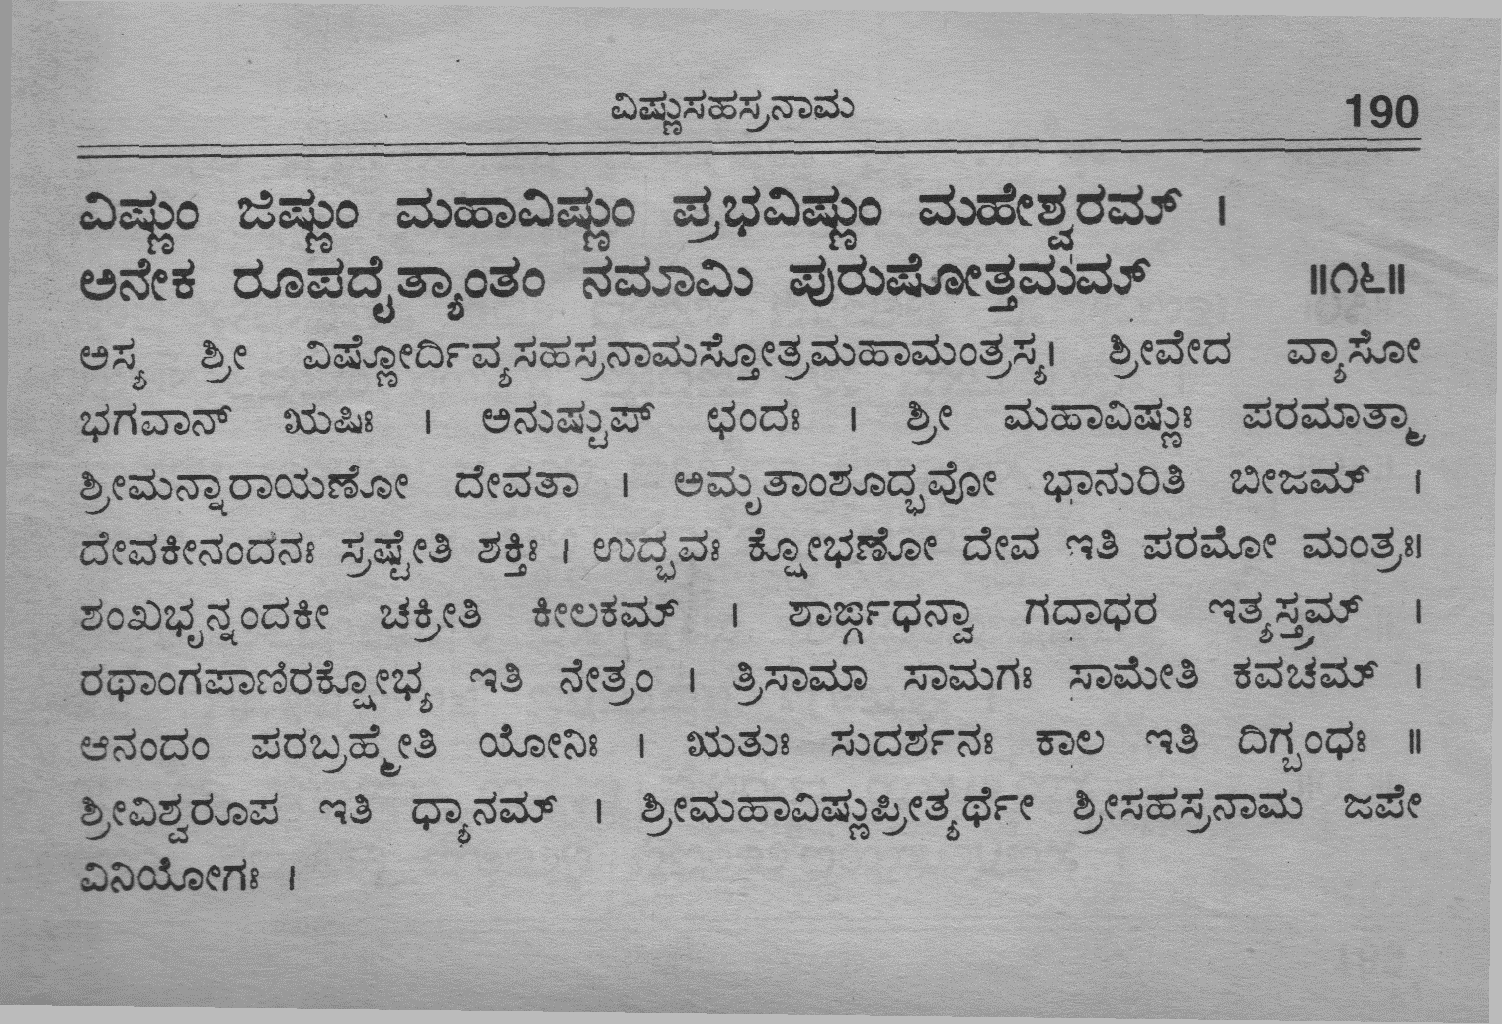 ವಿಷ್ಣುಸಹಸ್ರನಾಮ 190
ವಿಷ್ಣುಂ ಜಿಷ್ಣುಂ ಮಹಾವಿಷ್ಣುಂ ಪ್ರಭವಿಷ್ಣುಂ ಮಹೇಶ್ವರಮ್ ।
ಅನೇಕ ರೂಪದೈತ್ಯಾಂತಂ ನಮಾಮಿ ಪುರುಷೋತ್ತಮಮ್ ॥೧೬॥
ಅಸ್ಯ ಶ್ರೀ ವಿಷ್ಣೋರ್ದಿವ್ಯಸಹಸ್ರನಾಮಸ್ತೋತ್ರಮಹಾಮಂತ್ರಸ್ಯ। ಶ್ರೀವೇದ ವ್ಯಾಸೋ
ಭಗವಾನ್ ಋಷಿಃ । ಅನುಷ್ಟುಪ್ ಛಂದಃ । ಶ್ರೀ ಮಹಾವಿಷ್ಣುಃ ಪರಮಾತ್ಮಾ
ಶ್ರೀಮನ್ನಾರಾಯಣೋ ದೇವತಾ । ಅಮೃತಾಂಶೂದ್ಭವೋ ಭಾನುರಿತಿ ಬೀಜಮ್ ।
ದೇವಕೀನಂದನಃ ಸ್ರಷ್ಟೇತಿ ಶಕ್ತಿಃ । ಉದ್ಭವಃ ಕ್ಷೋಭಣೋ ದೇವ ಇತಿ ಪರಮೋ ಮಂತ್ರಃ।
ಶಂಖಭೃನ್ನಂದಕೀ ಚಕ್ರೀತಿ ಕೀಲಕಮ್ । ಶಾರ್ಙ್ಗಧನ್ವಾ ಗದಾಧರ ಇತ್ಯಸ್ತ್ರಮ್ ।
ರಥಾಂಗಪಾಣಿರಕ್ಷೋಭ್ಯ ಇತಿ ನೇತ್ರಂ । ತ್ರಿಸಾಮಾ ಸಾಮಗಃ ಸಾಮೇತಿ ಕವಚಮ್ ।
ಆನಂದಂ ಪರಬ್ರಹ್ಮೇತಿ ಯೋನಿಃ । ಋತುಃ ಸುದರ್ಶನಃ ಕಾಲ ಇತಿ ದಿಗ್ಬಂಧಃ ॥
ಶ್ರೀವಿಶ್ವರೂಪ ಇತಿ ಧ್ಯಾನಮ್ । ಶ್ರೀಮಹಾವಿಷ್ಣುಪ್ರೀತ್ಯರ್ಥೇ ಶ್ರೀಸಹಸ್ರನಾಮ ಜಪೇ
ವಿನಿಯೋಗಃ ।